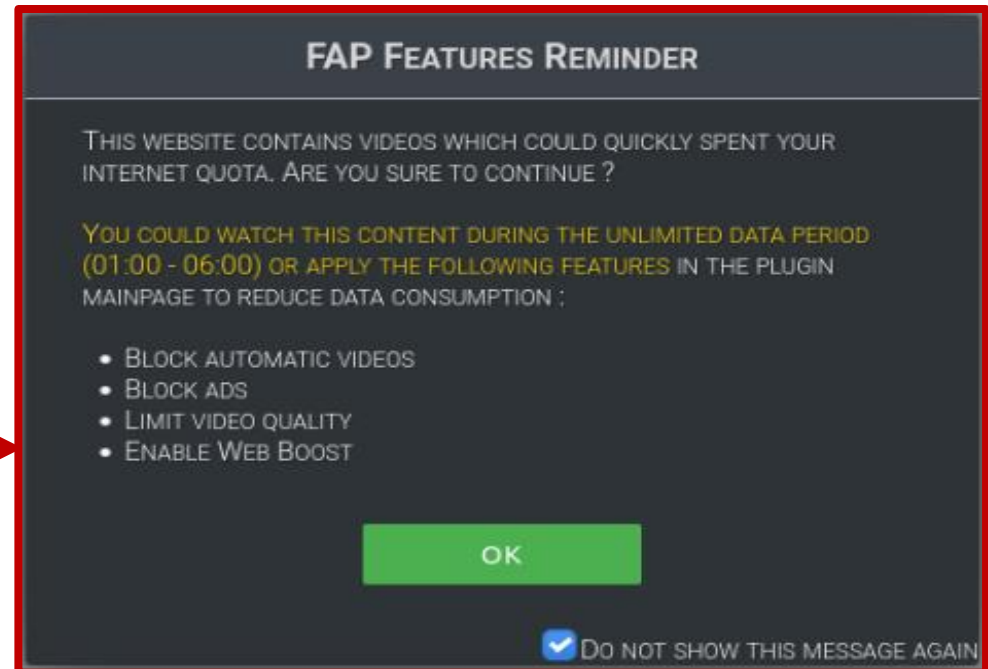 FAP FEATURES REMINDER
THIS WEBSITE CONTAINS VIDEOS WHICH COULD QUICKLY SPENT YOUR
INTERNET QUOTA. ARE YOU SURE TO CONTINUE ?
YOU COULD WATCH THIS CONTENT DURING THE UNLIMITED DATA PERIOD
(01:00 - 06:00) OR APPLY THE FOLLOWING FEATURES IN THE PLUGIN
MAINPAGE TO REDUCE DATA CONSUMPTION :
• BLOCK AUTOMATIC VIDEOS
• BLOCK ADS
• LIMIT VIDEO QUALITY
• ENABLE WEB BOOST
OK
DO NOT SHOW THIS MESSAGE AGAIN